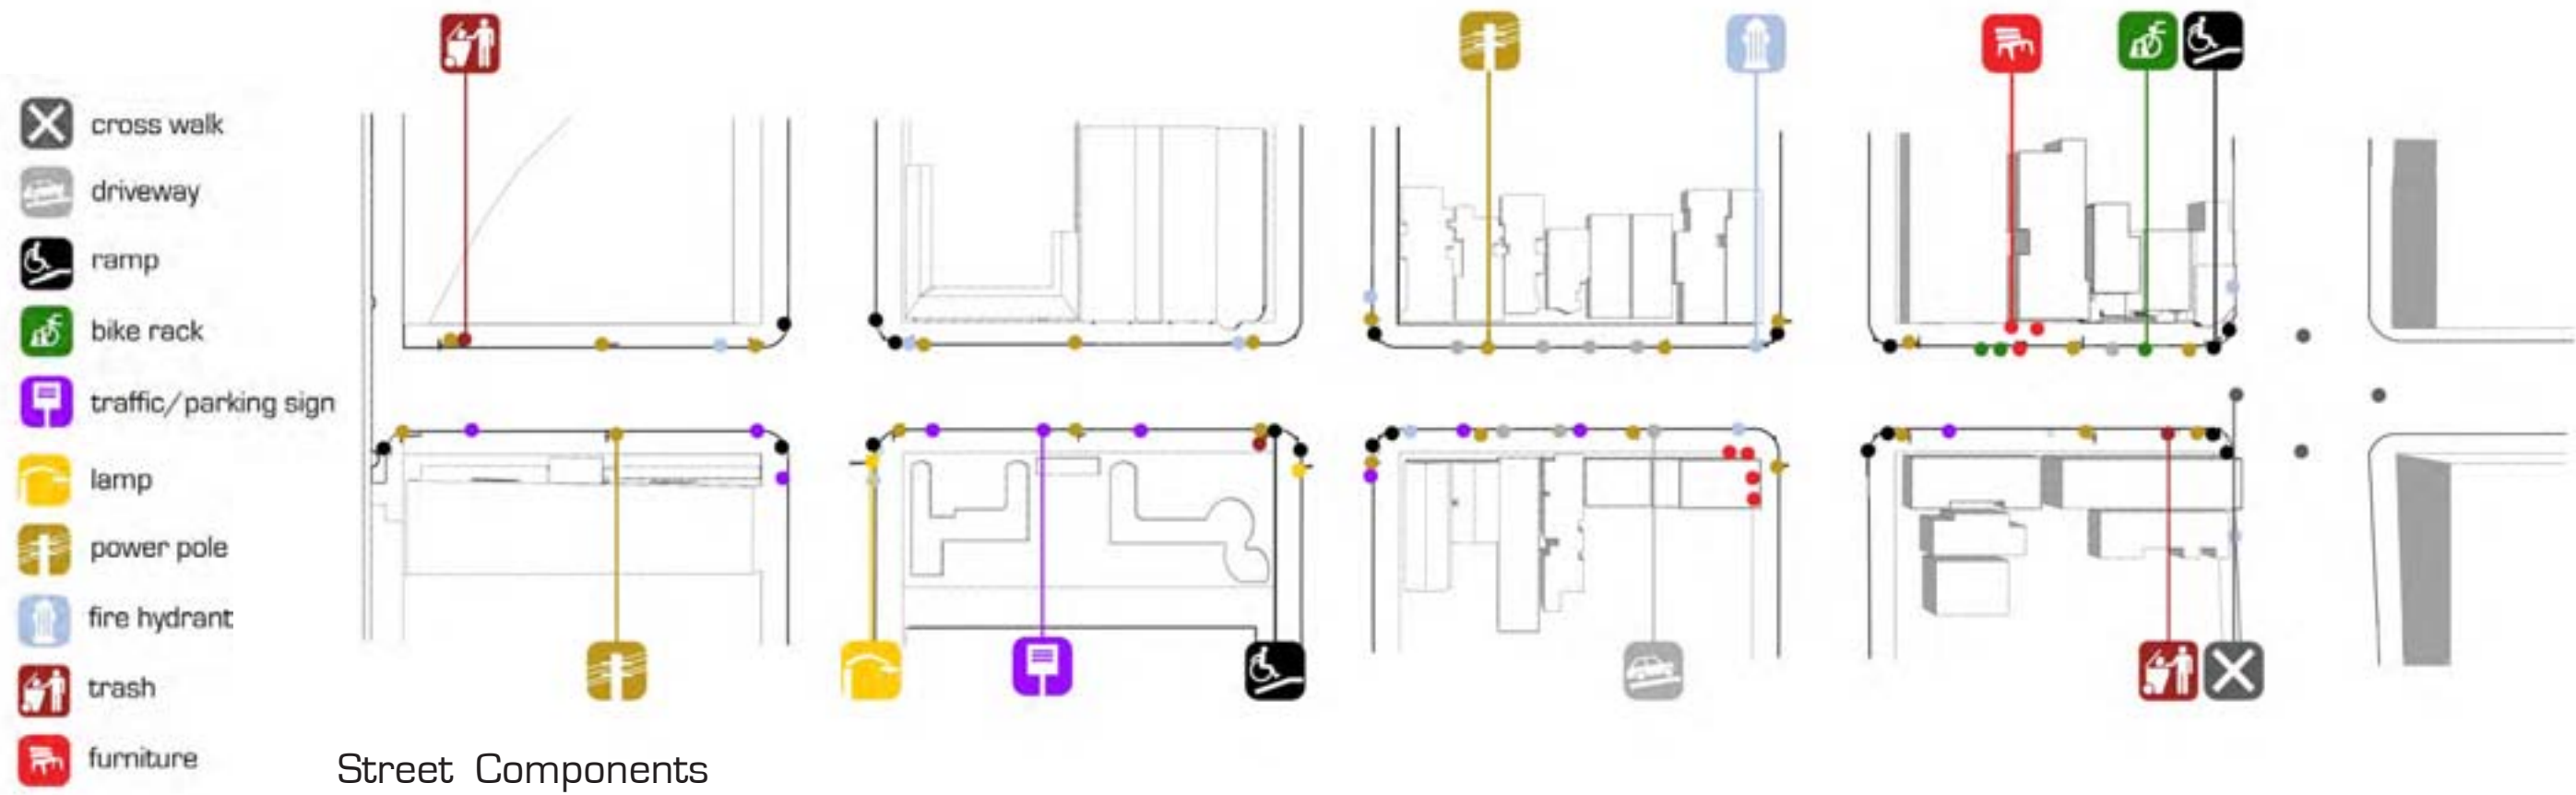 cross walk
driveway
ramp
bike rack
traffic/parking sign
lamp
power pole
fire hydrant
trash
furniture
Street Components